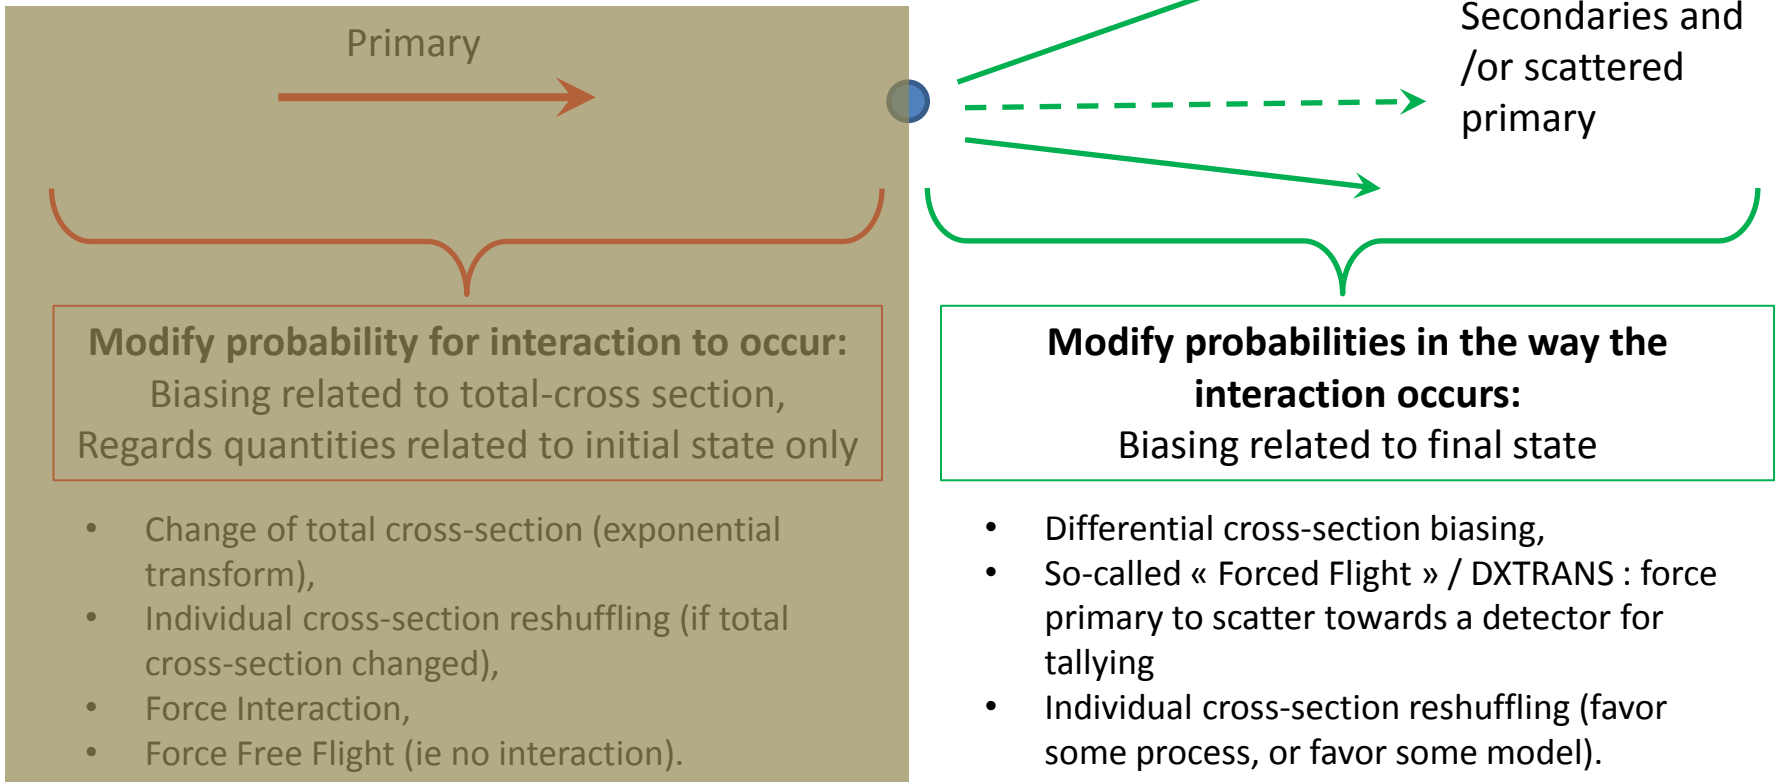 Primary
Secondaries and
/or scattered
primary
Modify probability for interaction to occur:
Biasing related to total-cross section,
Regards quantities related to initial state only
• Change of total cross-section (exponential
transform),
• Individual cross-section reshuffling (if total
cross-section changed),
• Force Interaction,
• Force Free Flight (ie no interaction).
Modify probabilities in the way the
interaction occurs:
Biasing related to final state
• Differential cross-section biasing,
• So-called « Forced Flight » / DXTRANS : force
primary to scatter towards a detector for
tallying
• Individual cross-section reshuffling (favor
some process, or favor some model).